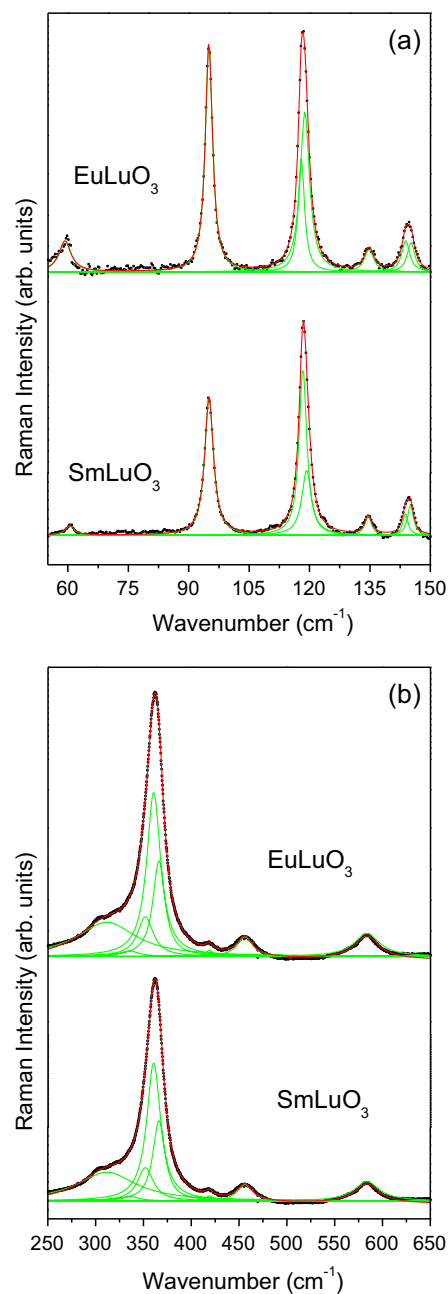 (a)
EuLuO₃
SmLuO₃
Raman Intensity (arb. units)
60 75 90 105 120 135 150
Wavenumber (cm⁻¹)
(b)
EuLuO₃
SmLuO₃
Raman Intensity (arb. units)
250 300 350 400 450 500 550 600 650
Wavenumber (cm⁻¹)